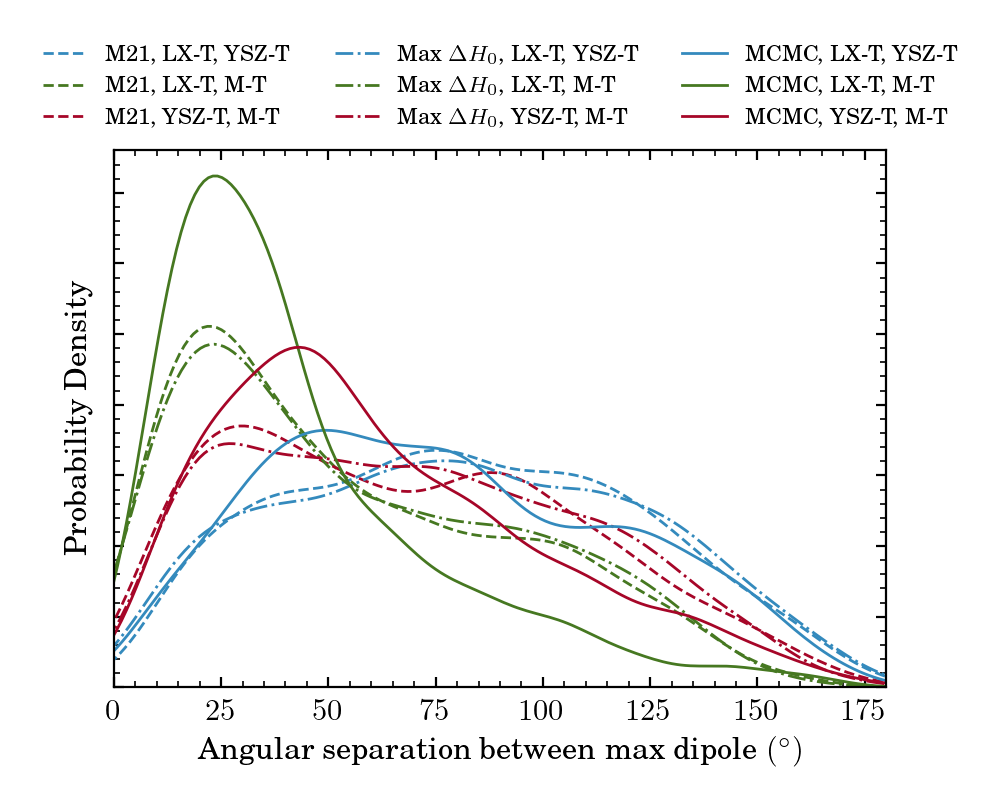 M21, LX-T, YSZ-T
M21, LX-T, M-T
M21, YSZ-T, M-T
Max ΔH₀, LX-T, YSZ-T
Max ΔH₀, LX-T, M-T
Max ΔH₀, YSZ-T, M-T
MCMC, LX-T, YSZ-T
MCMC, LX-T, M-T
MCMC, YSZ-T, M-T
Probability Density
0 25 50 75 100 125 150 175
Angular separation between max dipole (°)